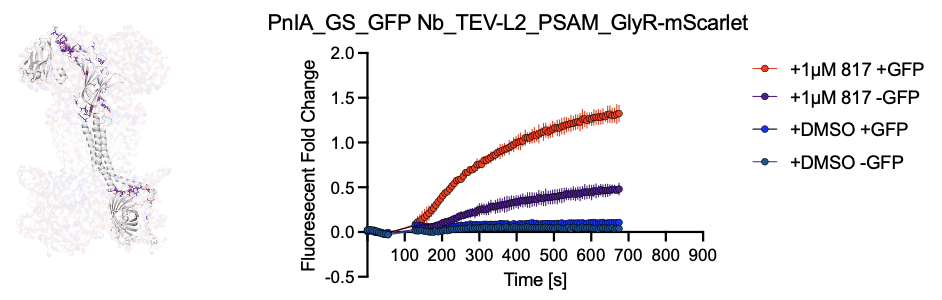 PnIA_GS_GFP Nb_TEV-L2_PSAM_GlyR-mScarlet
Fluoresecent Fold Change
2.0
1.5
1.0
0.5
0.0
-0.5
100 200 300 400 500 600 700 800 900
Time [s]
+1µM 817 +GFP
+1µM 817 -GFP
+DMSO +GFP
+DMSO -GFP